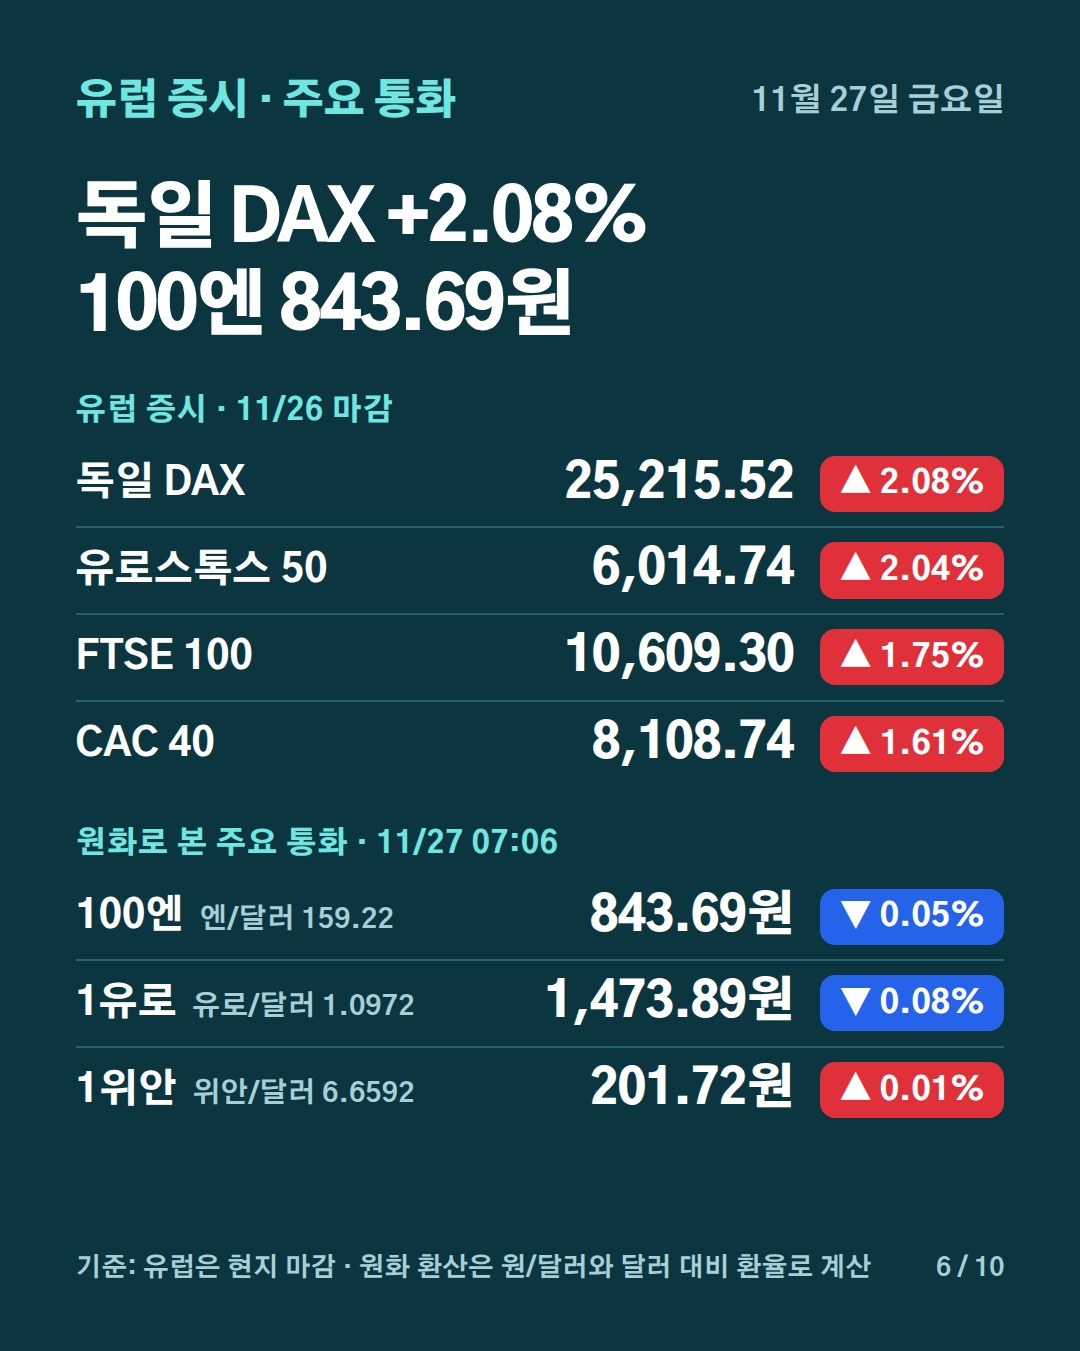 유럽 증시 · 주요 통화
11월 27일 금요일
독일 DAX +2.08%
100엔 843.69원
유럽 증시 · 11/26 마감
독일 DAX 25,215.52 ▲ 2.08%
유로스톡스 50 6,014.74 ▲ 2.04%
FTSE 100 10,609.30 ▲ 1.75%
CAC 40 8,108.74 ▲ 1.61%
원화로 본 주요 통화 · 11/27 07:06
100엔 엔/달러 159.22 843.69원 ▼ 0.05%
1유로 유로/달러 1.0972 1,473.89원 ▼ 0.08%
1위안 위안/달러 6.6592 201.72원 ▲ 0.01%
기준: 유럽은 현지 마감 · 원화 환산은 원/달러와 달러 대비 환율로 계산 6 / 10